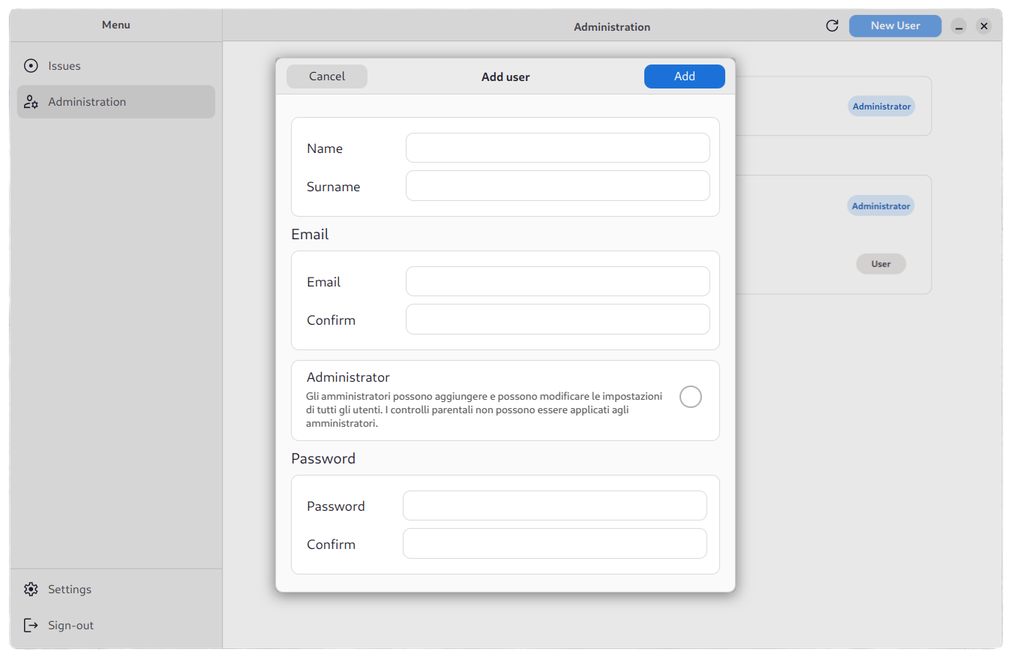 Menu
Administration
New User
Issues
Administration
Settings
Sign-out
Cancel
Add user
Add
Name
Surname
Email
Email
Confirm
Administrator
Gli amministratori possono aggiungere e possono modificare le impostazioni
di tutti gli utenti. I controlli parentali non possono essere applicati agli
amministratori.
Password
Password
Confirm
Administrator
Administrator
User